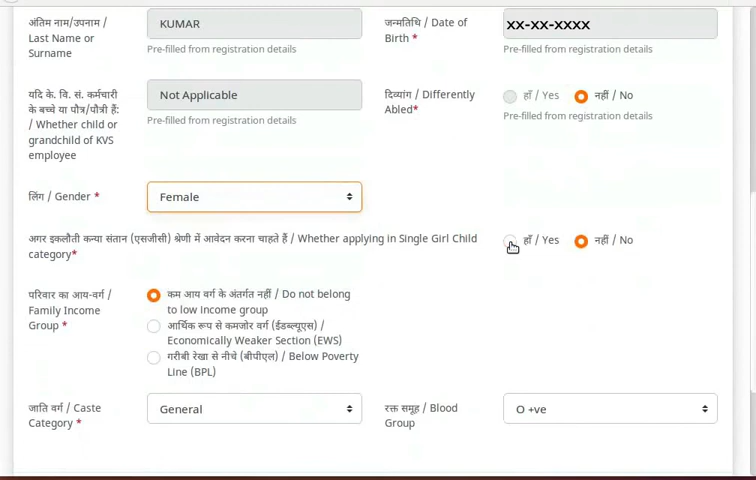 अंतिम नाम/उपनाम /
Last Name or
Surname
KUMAR
Pre-filled from registration details
जन्मतिथि / Date of
Birth *
XX-XX-XXXX
Pre-filled from registration details
यदि के. वि. सं. कर्मचारी
के बच्चे या पौत्र/पौत्री हैं:
/ Whether child or
grandchild of KVS
employee
Not Applicable
Pre-filled from registration details
दिव्यांग / Differently
Abled*
हाँ / Yes
नहीं / No
Pre-filled from registration details
लिंग / Gender *
Female
अगर इकलौती कन्या संतान (एसजीसी) श्रेणी में आवेदन करना चाहते हैं / Whether applying in Single Girl Child
category*
हाँ / Yes
नहीं / No
परिवार का आय-वर्ग /
Family Income
Group *
कम आय वर्ग के अंतर्गत नहीं / Do not belong
to low Income group
आर्थिक रूप से कमजोर वर्ग (ईडब्ल्यूएस) /
Economically Weaker Section (EWS)
गरीबी रेखा से नीचे (बीपीएल) / Below Poverty
Line (BPL)
जाति वर्ग / Caste
Category *
General
रक्त समूह / Blood
Group
O +ve